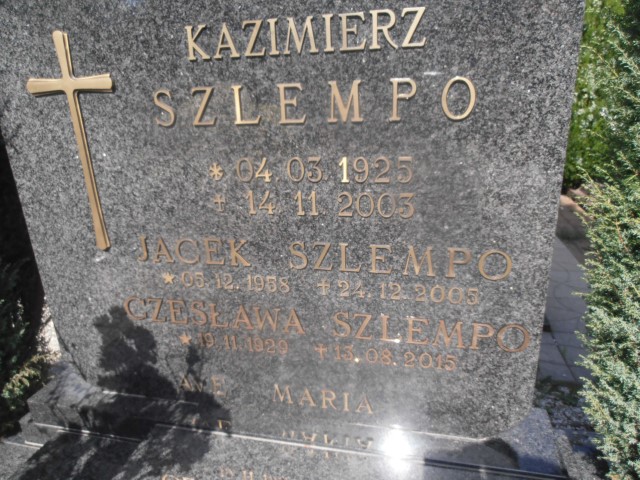 KAZIMIERZ
SZLEMPO
* 04.03.1925
+ 14.11.2003
JACEK SZLEMPO
* 05.12.1958 + 24.12.2005
CZESŁAWA SZLEMPO
* 19.11.1929 + 13.08.2015
AVE MARIA